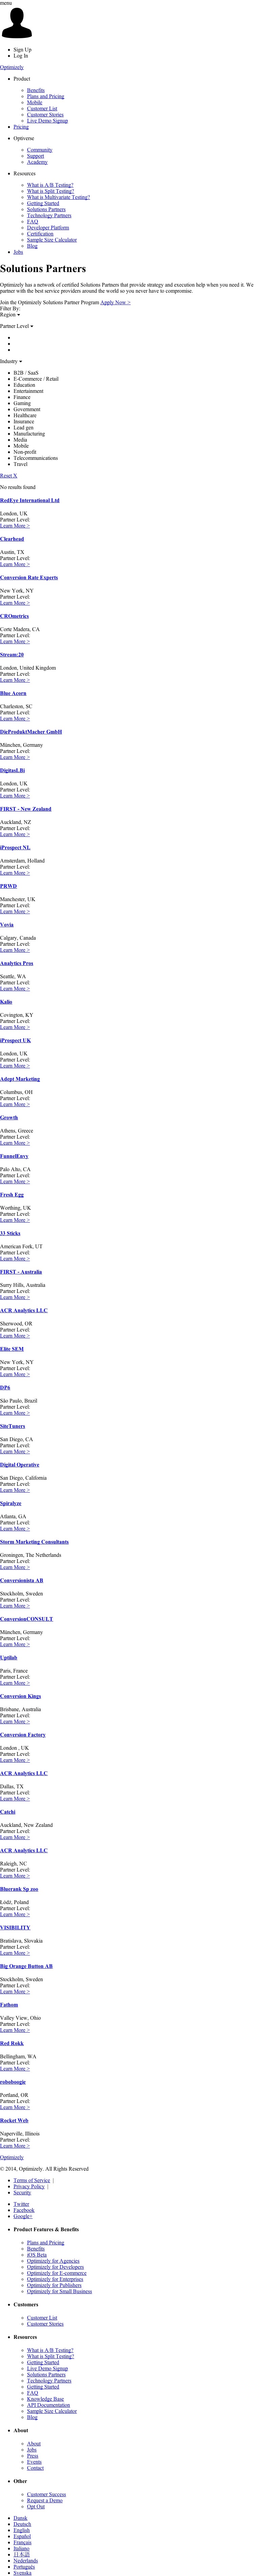 menu
Sign Up
Log In
Optimizely
Product
Benefits
Plans and Pricing
Mobile
Customer List
Customer Stories
Live Demo Signup
Pricing
Optiverse
Community
Support
Academy
Resources
What is A/B Testing?
What is Split Testing?
What is Multivariate Testing?
Getting Started
Solutions Partners
Technology Partners
FAQ
Developer Platform
Certification
Sample Size Calculator
Blog
Jobs
Solutions Partners
Optimizely has a network of certified Solutions Partners that provide strategy and execution help when you need it. We
partner with the best service providers around the world so you never have to compromise.
Join the Optimizely Solutions Partner Program Apply Now >
Filter By:
Region
Partner Level
Industry
B2B / SaaS
E-Commerce / Retail
Education
Entertainment
Finance
Gaming
Government
Healthcare
Insurance
Lead gen
Manufacturing
Media
Mobile
Non-profit
Telecommunications
Travel
Reset X
No results found
RedEye International Ltd
London, UK
Partner Level:
Learn More >
Clearhead
Austin, TX
Partner Level:
Learn More >
Conversion Rate Experts
New York, NY
Partner Level:
Learn More >
CROmetrics
Corte Madera, CA
Partner Level:
Learn More >
Stream:20
London, United Kingdom
Partner Level:
Learn More >
Blue Acorn
Charleston, SC
Partner Level:
Learn More >
DieProduktMacher GmbH
München, Germany
Partner Level:
Learn More >
DigitasLBi
London, UK
Partner Level:
Learn More >
FIRST - New Zealand
Auckland, NZ
Partner Level:
Learn More >
iProspect NL
Amsterdam, Holland
Partner Level:
Learn More >
PRWD
Manchester, UK
Partner Level:
Learn More >
Vovia
Calgary, Canada
Partner Level:
Learn More >
Analytics Pros
Seattle, WA
Partner Level:
Learn More >
Kalio
Covington, KY
Partner Level:
Learn More >
iProspect UK
London, UK
Partner Level:
Learn More >
Adept Marketing
Columbus, OH
Partner Level:
Learn More >
Growth
Athens, Greece
Partner Level:
Learn More >
FunnelEnvy
Palo Alto, CA
Partner Level:
Learn More >
Fresh Egg
Worthing, UK
Partner Level:
Learn More >
33 Sticks
American Fork, UT
Partner Level:
Learn More >
FIRST - Australia
Surry Hills, Australia
Partner Level:
Learn More >
ACR Analytics LLC
Sherwood, OR
Partner Level:
Learn More >
Elite SEM
New York, NY
Partner Level:
Learn More >
DP6
São Paulo, Brazil
Partner Level:
Learn More >
SiteTuners
San Diego, CA
Partner Level:
Learn More >
Digital Operative
San Diego, California
Partner Level:
Learn More >
Spiralyze
Atlanta, GA
Partner Level:
Learn More >
Storm Marketing Consultants
Groningen, The Netherlands
Partner Level:
Learn More >
Conversionista AB
Stockholm, Sweden
Partner Level:
Learn More >
ConversionCONSULT
München, Germany
Partner Level:
Learn More >
Uptilab
Paris, France
Partner Level:
Learn More >
Conversion Kings
Brisbane, Australia
Partner Level:
Learn More >
Conversion Factory
London , UK
Partner Level:
Learn More >
ACR Analytics LLC
Dallas, TX
Partner Level:
Learn More >
Catchi
Auckland, New Zealand
Partner Level:
Learn More >
ACR Analytics LLC
Raleigh, NC
Partner Level:
Learn More >
Bluerank Sp zoo
Łódź, Poland
Partner Level:
Learn More >
VISIBILITY
Bratislava, Slovakia
Partner Level:
Learn More >
Big Orange Button AB
Stockholm, Sweden
Partner Level:
Learn More >
Fathom
Valley View, Ohio
Partner Level:
Learn More >
Red Rokk
Bellingham, WA
Partner Level:
Learn More >
roboboogie
Portland, OR
Partner Level:
Learn More >
Rocket Web
Naperville, Illinois
Partner Level:
Learn More >
Optimizely
© 2014, Optimizely. All Rights Reserved
Terms of Service |
Privacy Policy |
Security
Twitter
Facebook
Google+
Product Features & Benefits
Plans and Pricing
Benefits
iOS Beta
Optimizely for Agencies
Optimizely for Developers
Optimizely for E-commerce
Optimizely for Enterprises
Optimizely for Publishers
Optimizely for Small Business
Customers
Customer List
Customer Stories
Resources
What is A/B Testing?
What is Split Testing?
Getting Started
Live Demo Signup
Solutions Partners
Technology Partners
Getting Started
FAQ
Knowledge Base
API Documentation
Sample Size Calculator
Blog
About
About
Jobs
Press
Events
Contact
Other
Customer Success
Request a Demo
Opt Out
Dansk
Deutsch
English
Español
Français
Italiano
日本語
Nederlands
Português
Svenska